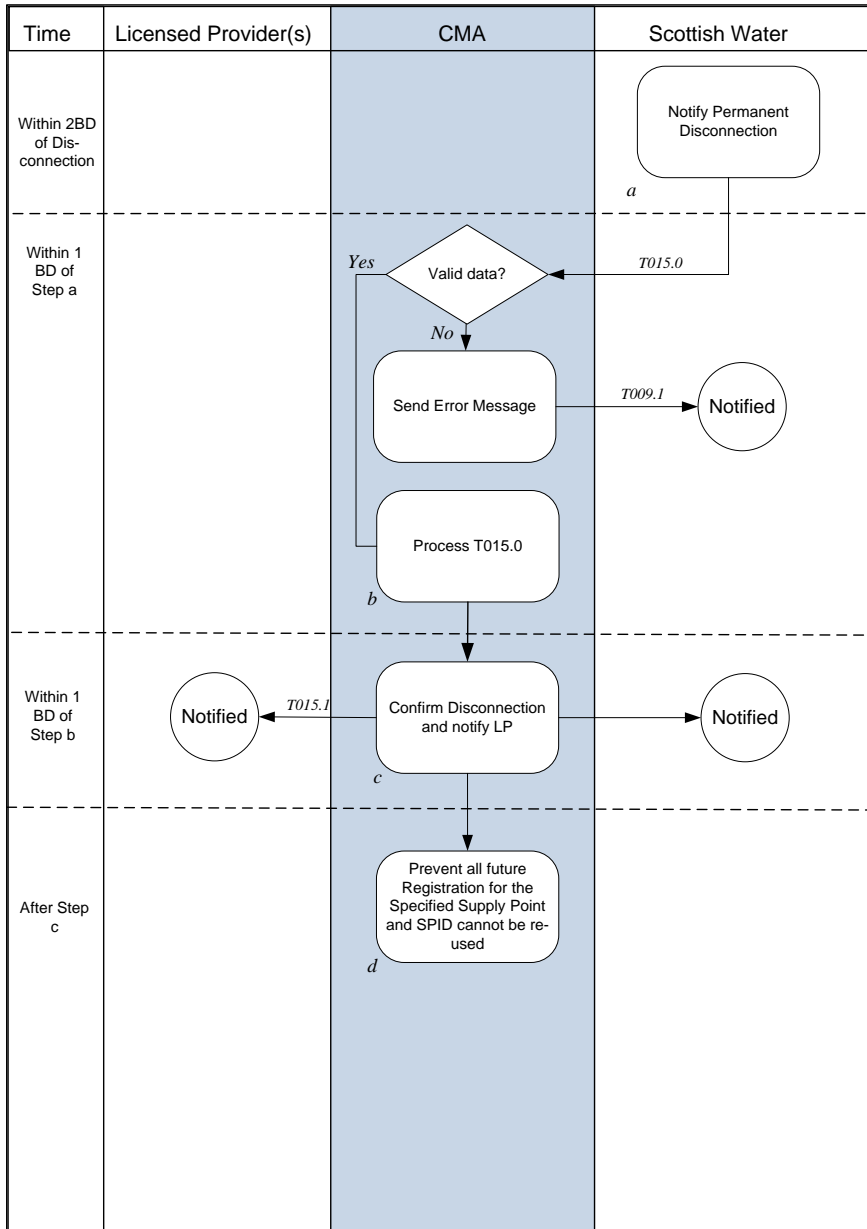 Time
Licensed Provider(s)
CMA
Scottish Water
Within 2BD
of Dis-
connection
Notify Permanent
Disconnection
a
Within 1
BD of
Step a
Yes
Valid data?
T015.0
No
Send Error Message
T009.1
Notified
Process T015.0
b
Within 1
BD of
Step b
Notified
T015.1
Confirm Disconnection
and notify LP
Notified
c
After Step
c
Prevent all future
Registration for the
Specified Supply Point
and SPID cannot be re-
used
d